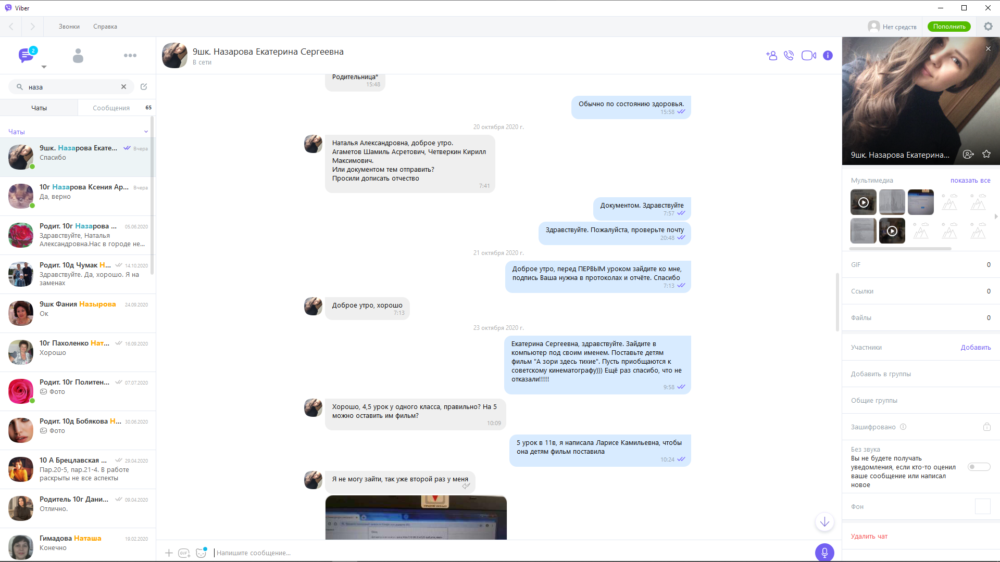 Viber
Звонки
Справка
Нет средств
Пополнить
2
наза
Чаты
Сообщения
65
Чаты
9шк. Назарова Екате...
Вчера
Спасибо
10г Назарова Ксения Ар...
Вчера
Да, верно
Родит. 10г Назарова ...
05.06.2020
Здравствуйте, Наталья
Александровна.Нас в городе не...
Родит. 10д Чумак Н...
14.10.2020
Здравствуйте. Да, хорошо. Я на
заменах
9шк Фания Назырова
24.09.2020
Ок
10г Пахоленко Нат...
16.09.2020
Хорошо
Родит. 10г Политен...
07.07.2020
Фото
Родит. 10д Бобякова Н...
30.06.2020
Фото
10 А Брецлавская ...
29.04.2020
Пар.20-5, пар.21-4. В работе
раскрыты не все аспекты
Родитель 10г Дани...
09.04.2020
Отлично.
Гимадова Наташа
19.02.2020
Конечно
9шк. Назарова Екатерина Сергеевна
В сети
Родительница*
15:48
Обычно по состоянию здоровья.
15:58
20 октября 2020 г.
Наталья Александровна, доброе утро.
Агаметов Шамиль Асретович, Четверкин Кирилл
Максимович.
Или документом тем отправить?
Просили дописать отчество
7:41
Документом. Здравствуйте
7:57
Здравствуйте. Пожалуйста, проверьте почту
20:48
21 октября 2020 г.
Доброе утро, перед ПЕРВЫМ уроком зайдите ко мне,
подпись Ваша нужна в протоколах и отчёте. Спасибо
7:13
Доброе утро, хорошо
7:13
23 октября 2020 г.
Екатерина Сергеевна, здравствуйте. Зайдите в
компьютер под своим именем. Поставьте детям
фильм "А зори здесь тихие". Пусть приобщаются к
советскому кинематографу))) Ещё раз спасибо, что не
отказали!!!!!
9:58
Хорошо, 4,5 урок у одного класса, правильно? На 5
можно оставить им фильм?
10:09
5 урок в 11в, я написала Ларисе Камильевна, чтобы
она детям фильм поставила
10:24
Я не могу зайти, так уже второй раз у меня
GIF
Напишите сообщение...
9шк. Назарова Екатерина...
Мультимедиа
показать все
GIF
0
Ссылки
0
Файлы
0
Участники
Добавить
Добавить в группы
Общие группы
Зашифровано
Без звука
Вы не будете получать
уведомления, если кто-то оценил
ваше сообщение или написал
новое
Фон
Удалить чат